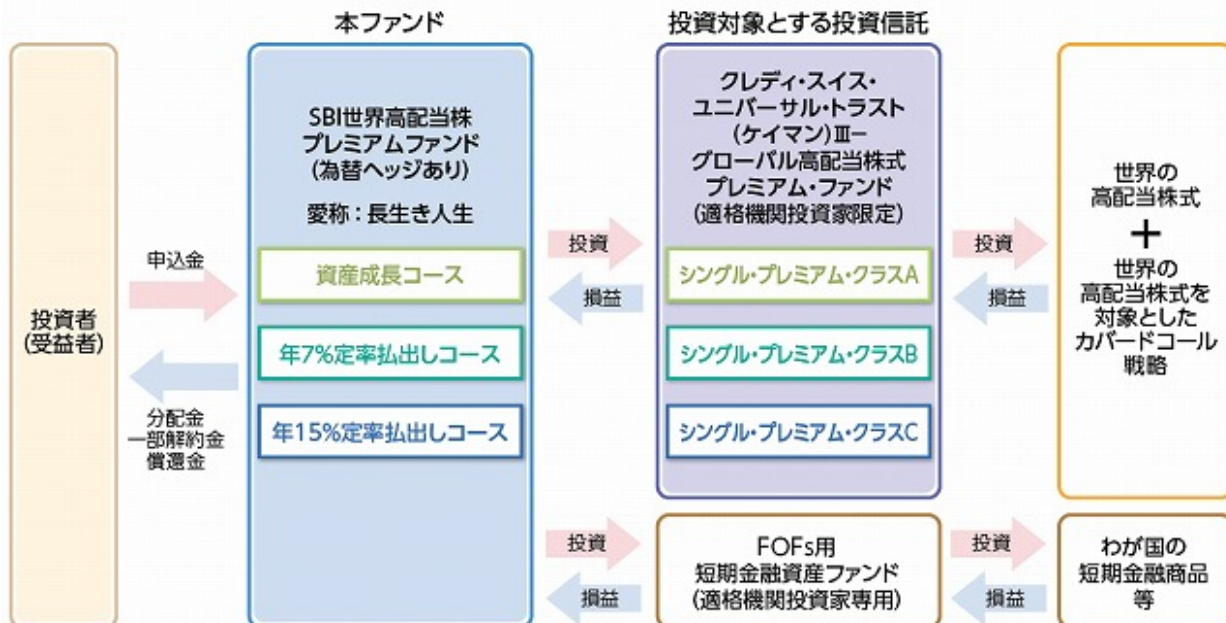 本ファンド
投資対象とする投資信託
投資者
(受益者)
申込金
分配金
一部解約金
償還金
SBI世界高配当株
プレミアムファンド
(為替ヘッジあり)
愛称：長生き人生
資産成長コース
年7%定率払出しコース
年15%定率払出しコース
投資
損益
クレディ・スイス・
ユニバーサル・トラスト
(ケイマン)Ⅲー
グローバル高配当株式
プレミアム・ファンド
(適格機関投資家限定)
シングル・プレミアム・クラスA
シングル・プレミアム・クラスB
シングル・プレミアム・クラスC
投資
損益
世界の
高配当株式
＋
世界の
高配当株式を
対象とした
カバードコール
戦略
投資
損益
FOFs用
短期金融資産ファンド
(適格機関投資家専用)
投資
損益
わが国の
短期金融商品
等